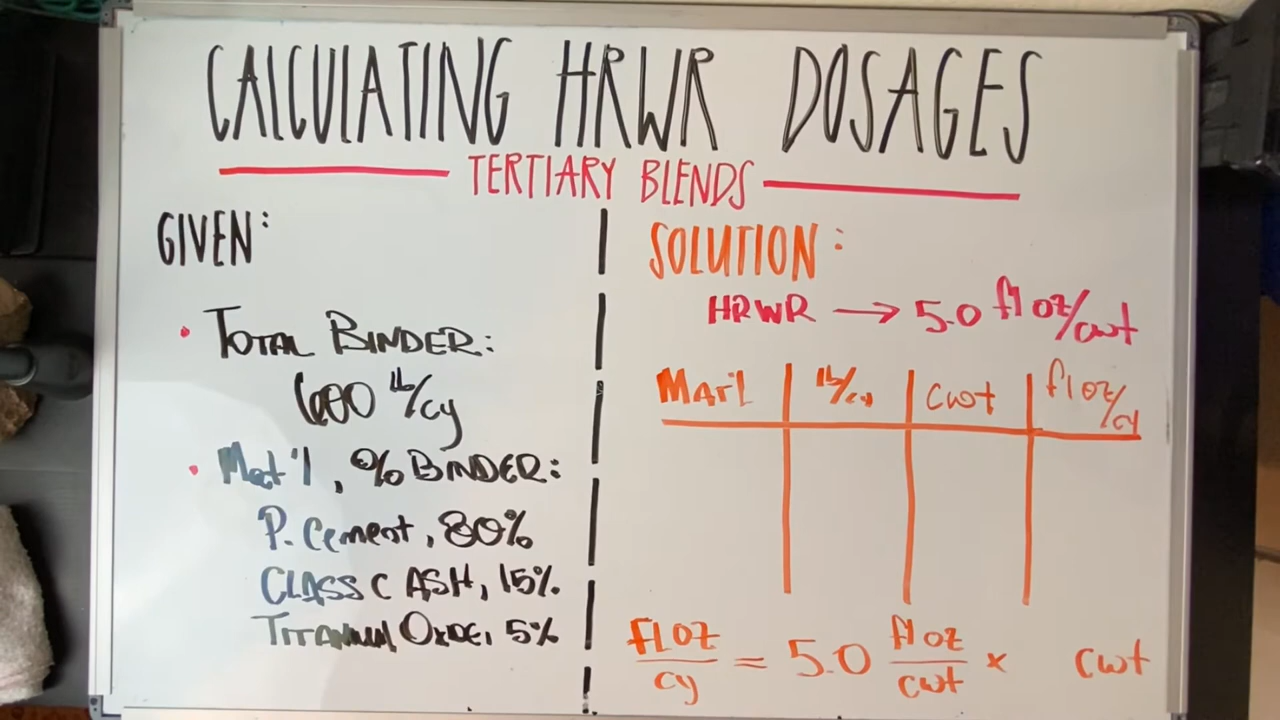 CALCULATING HRWR DOSAGES
TERTIARY BLENDS
GIVEN:
• TOTAL BINDER:
600 lb/cy
• Mat'l, % BINDER:
P. Cement, 80%
CLASS C ASH, 15%
TITANIUM OXIDE, 5%
SOLUTION:
HRWR → 5.0 fl oz/cwt
MAT'L lb/cy cwt fl oz/cy
FL OZ/cy = 5.0 fl oz/cwt × cwt